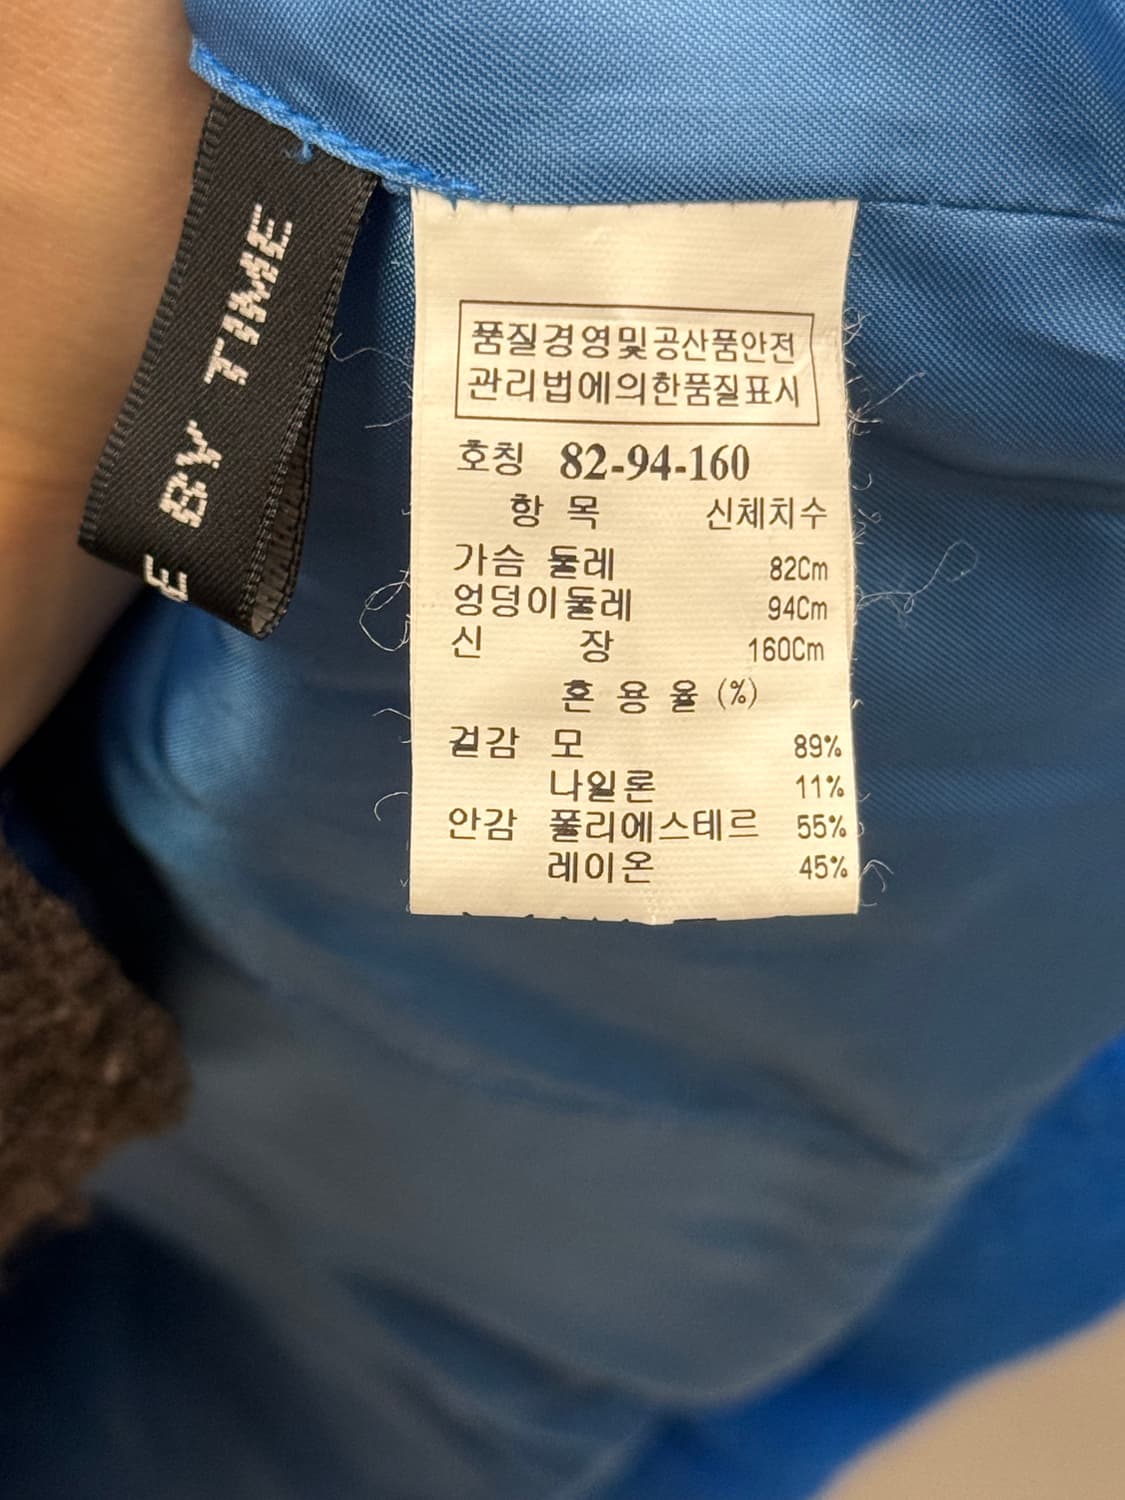 E BY TIME
품질경영및공산품안전
관리법에의한품질표시
호칭 82-94-160
항 목 신체치수
가슴 둘레 82Cm
엉덩이둘레 94Cm
신 장 160Cm
혼 용 율 (%)
겉감 모 89%
나일론 11%
안감 폴리에스테르 55%
레이온 45%